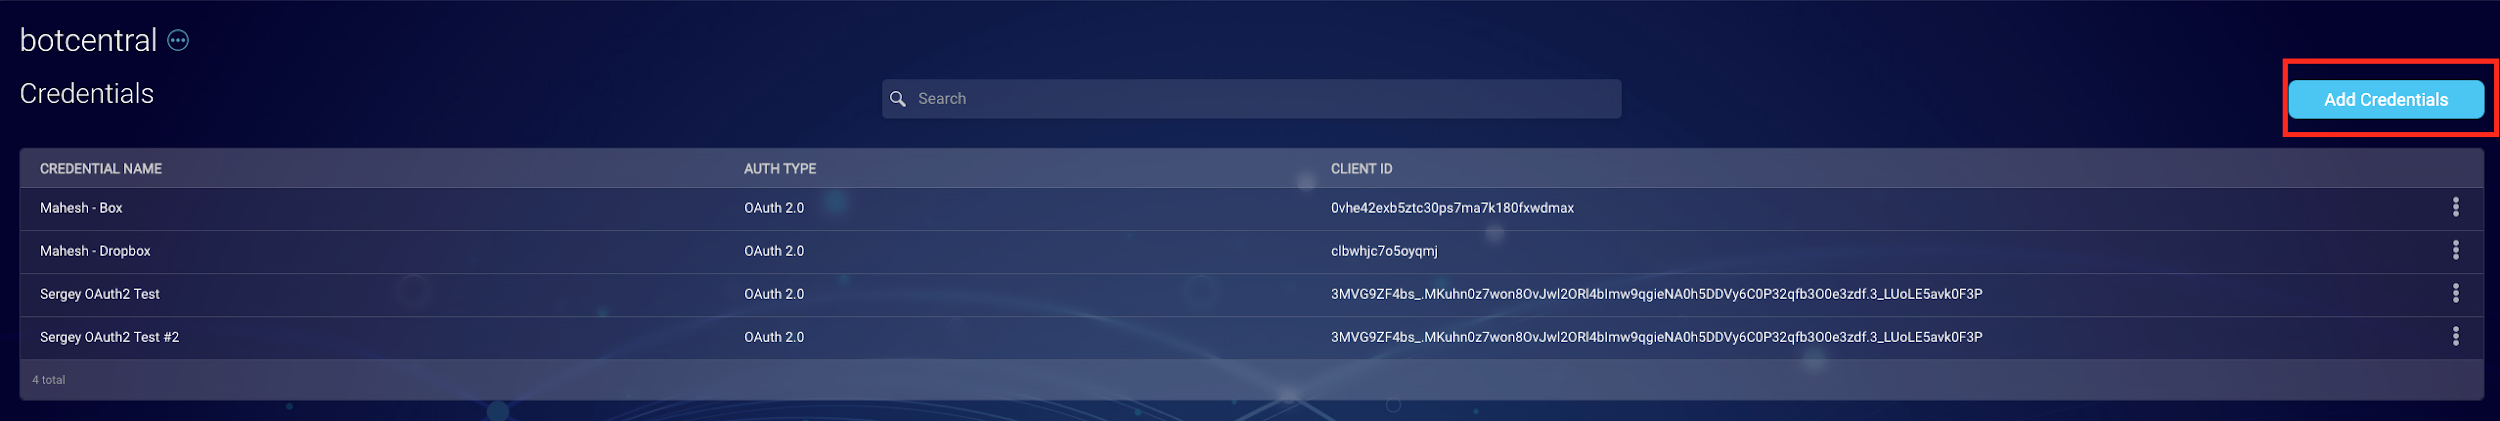 botcentral
Credentials
Search
Add Credentials
CREDENTIAL NAME AUTH TYPE CLIENT ID
Mahesh - Box OAuth 2.0 0vhe42exb5ztc30ps7ma7k180fxwdmax
Mahesh - Dropbox OAuth 2.0 clbwhjc7o5oyqmj
Sergey OAuth2 Test OAuth 2.0 3MVG9ZF4bs_.MKuhn0z7won8OvJwl2ORl4bImw9qgieNA0h5DDVy6C0P32qfb3O0e3zdf.3_LUoLE5avk0F3P
Sergey OAuth2 Test #2 OAuth 2.0 3MVG9ZF4bs_.MKuhn0z7won8OvJwl2ORl4bImw9qgieNA0h5DDVy6C0P32qfb3O0e3zdf.3_LUoLE5avk0F3P
4 total